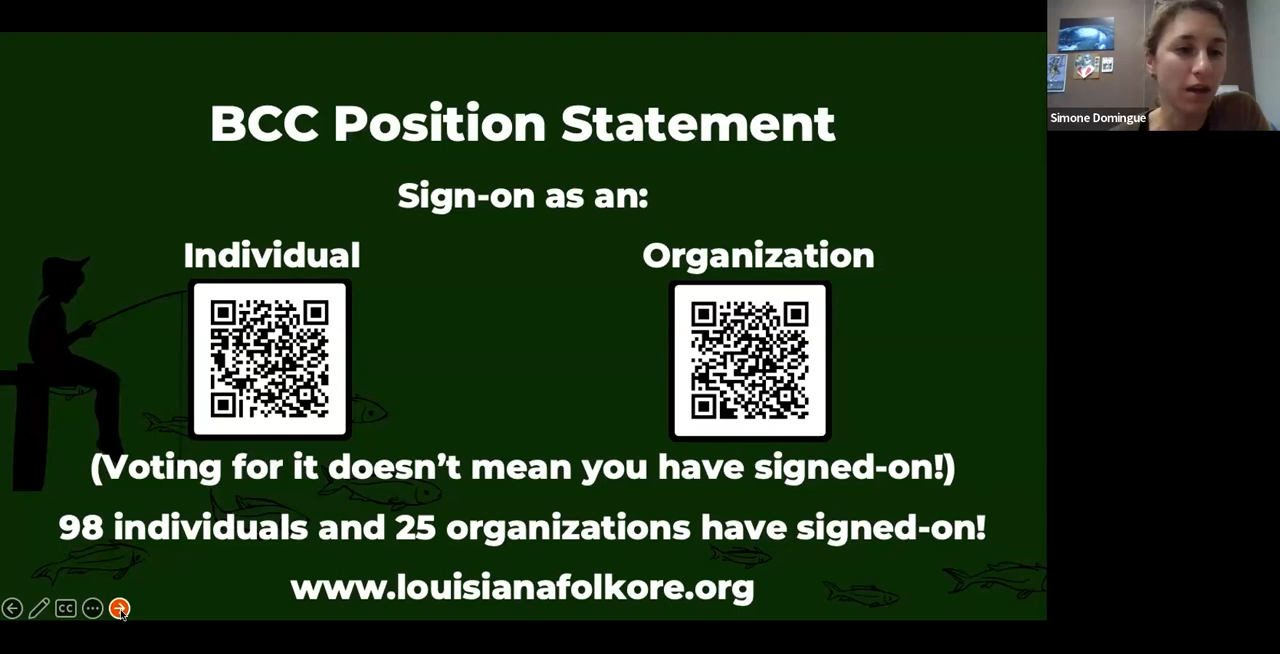 BCC Position Statement
Sign-on as an:
Individual
Organization
(Voting for it doesn't mean you have signed-on!)
98 individuals and 25 organizations have signed-on!
www.louisianafolkore.org
CC
Simone Domingue